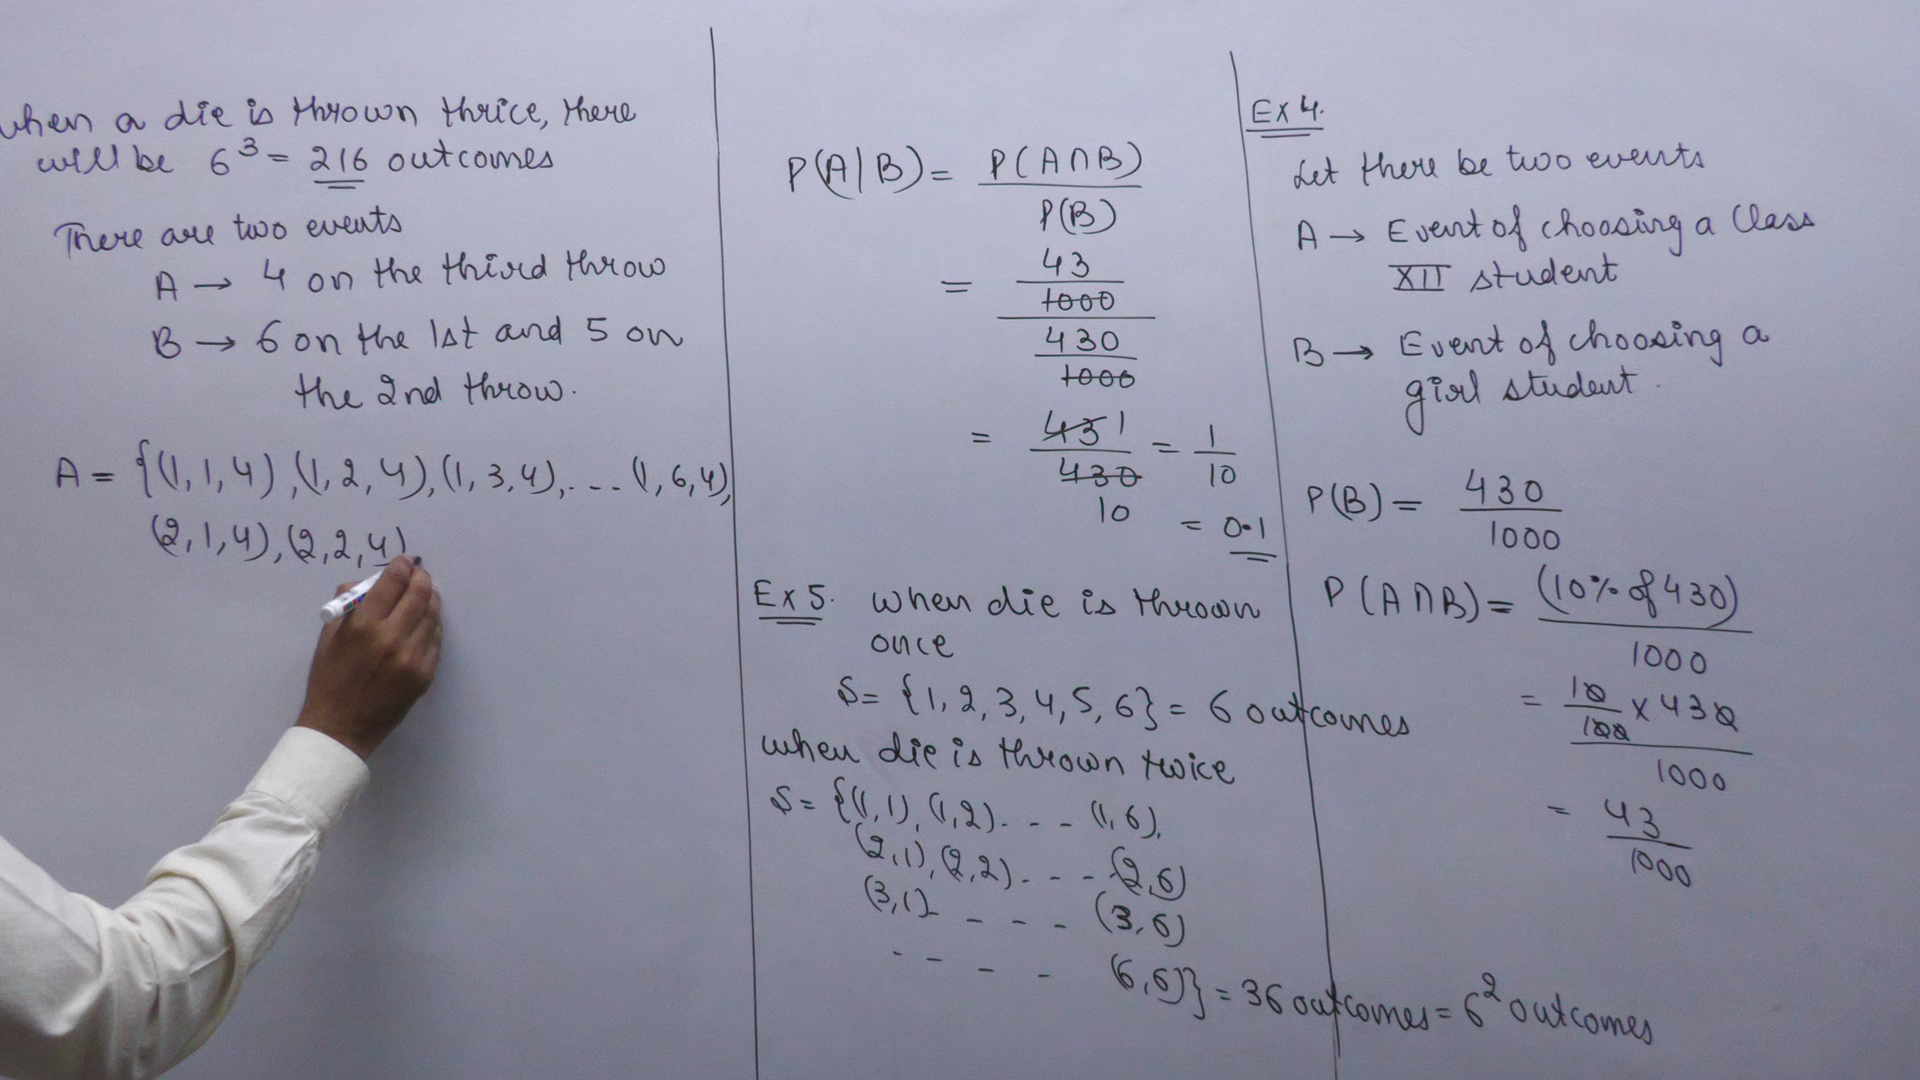 when a die is thrown thrice, there
will be 6³ = 216 outcomes
There are two events
A → 4 on the third throw
B → 6 on the 1st and 5 on
the 2nd throw.
A = {(1, 1, 4), (1, 2, 4), (1, 3, 4), ... (1, 6, 4),
(2, 1, 4), (2, 2, 4)
P(A|B) = P(A∩B)
P(B)
= 43
1000
430
1000
= 43 1 = 1
430 10
10 = 0.1
Ex 5. when die is thrown
once
S = {1, 2, 3, 4, 5, 6} = 6 outcomes
when die is thrown twice
S = {(1, 1), (1, 2). - - - (1, 6),
(2, 1), (2, 2). - - - (2, 6)
(3, 1) - - - - (3, 6)
- - - - (6, 6)} = 36 outcomes = 6² outcomes
Ex 4.
Let there be two events
A → Event of choosing a Class
XII student
B → Event of choosing a
girl student.
P(B) = 430
1000
P(A∩B) = (10% of 430)
1000
= 10 × 430
100
1000
= 43
1000